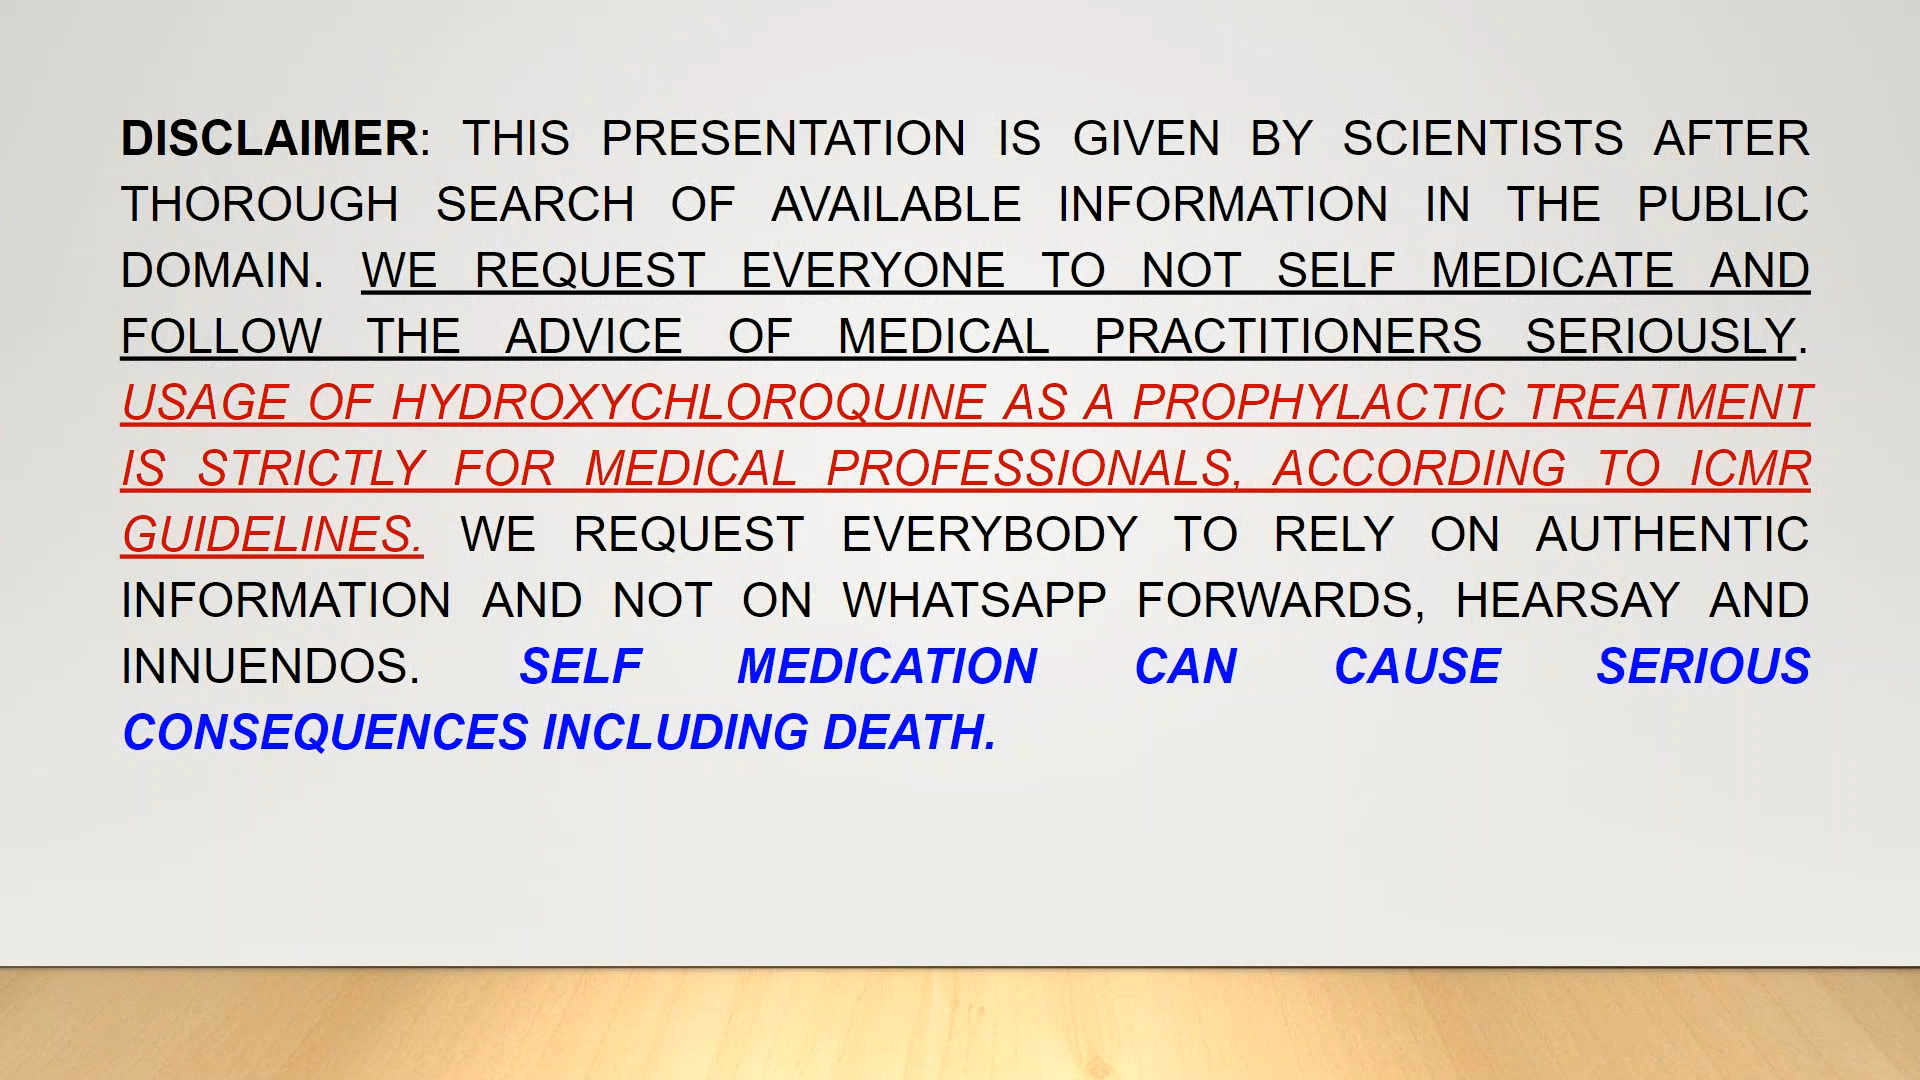 DISCLAIMER: THIS PRESENTATION IS GIVEN BY SCIENTISTS AFTER
THOROUGH SEARCH OF AVAILABLE INFORMATION IN THE PUBLIC
DOMAIN. WE REQUEST EVERYONE TO NOT SELF MEDICATE AND
FOLLOW THE ADVICE OF MEDICAL PRACTITIONERS SERIOUSLY.
USAGE OF HYDROXYCHLOROQUINE AS A PROPHYLACTIC TREATMENT
IS STRICTLY FOR MEDICAL PROFESSIONALS, ACCORDING TO ICMR
GUIDELINES. WE REQUEST EVERYBODY TO RELY ON AUTHENTIC
INFORMATION AND NOT ON WHATSAPP FORWARDS, HEARSAY AND
INNUENDOS. SELF MEDICATION CAN CAUSE SERIOUS
CONSEQUENCES INCLUDING DEATH.